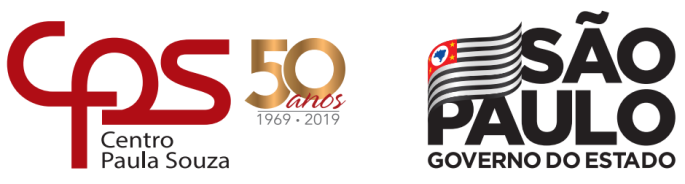 cps
Centro
Paula Souza
50
anos
1969 • 2019
SÃO
PAULO
GOVERNO DO ESTADO